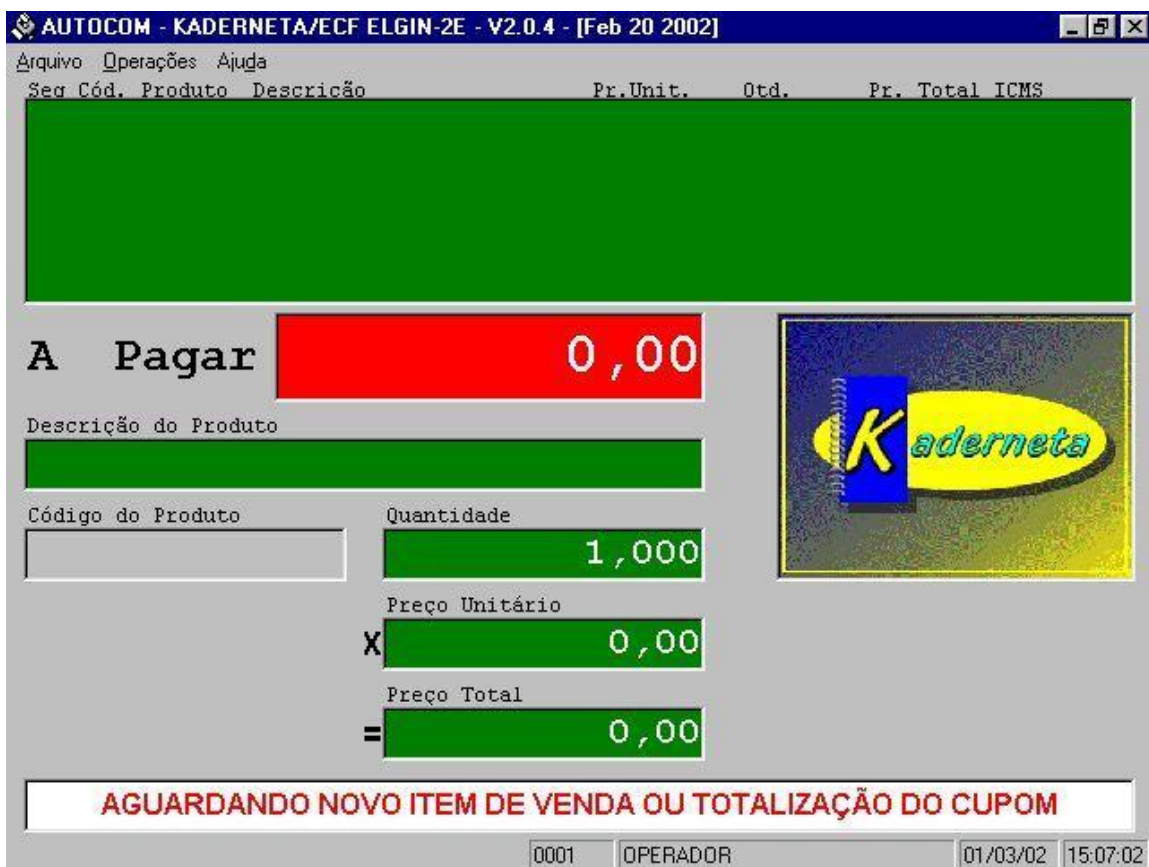 AUTOCOM - KADERNETA/ECF ELGIN-2E - V2.0.4 - [Feb 20 2002]
Arquivo Operações Ajuda
Seq Cód. Produto Descrição Pr.Unit. Qtd. Pr. Total ICMS
A Pagar 0,00
Kaderneta
Descrição do Produto
Código do Produto Quantidade
1,000
Preço Unitário
X 0,00
Preço Total
= 0,00
AGUARDANDO NOVO ITEM DE VENDA OU TOTALIZAÇÃO DO CUPOM
0001 OPERADOR 01/03/02 15:07:02